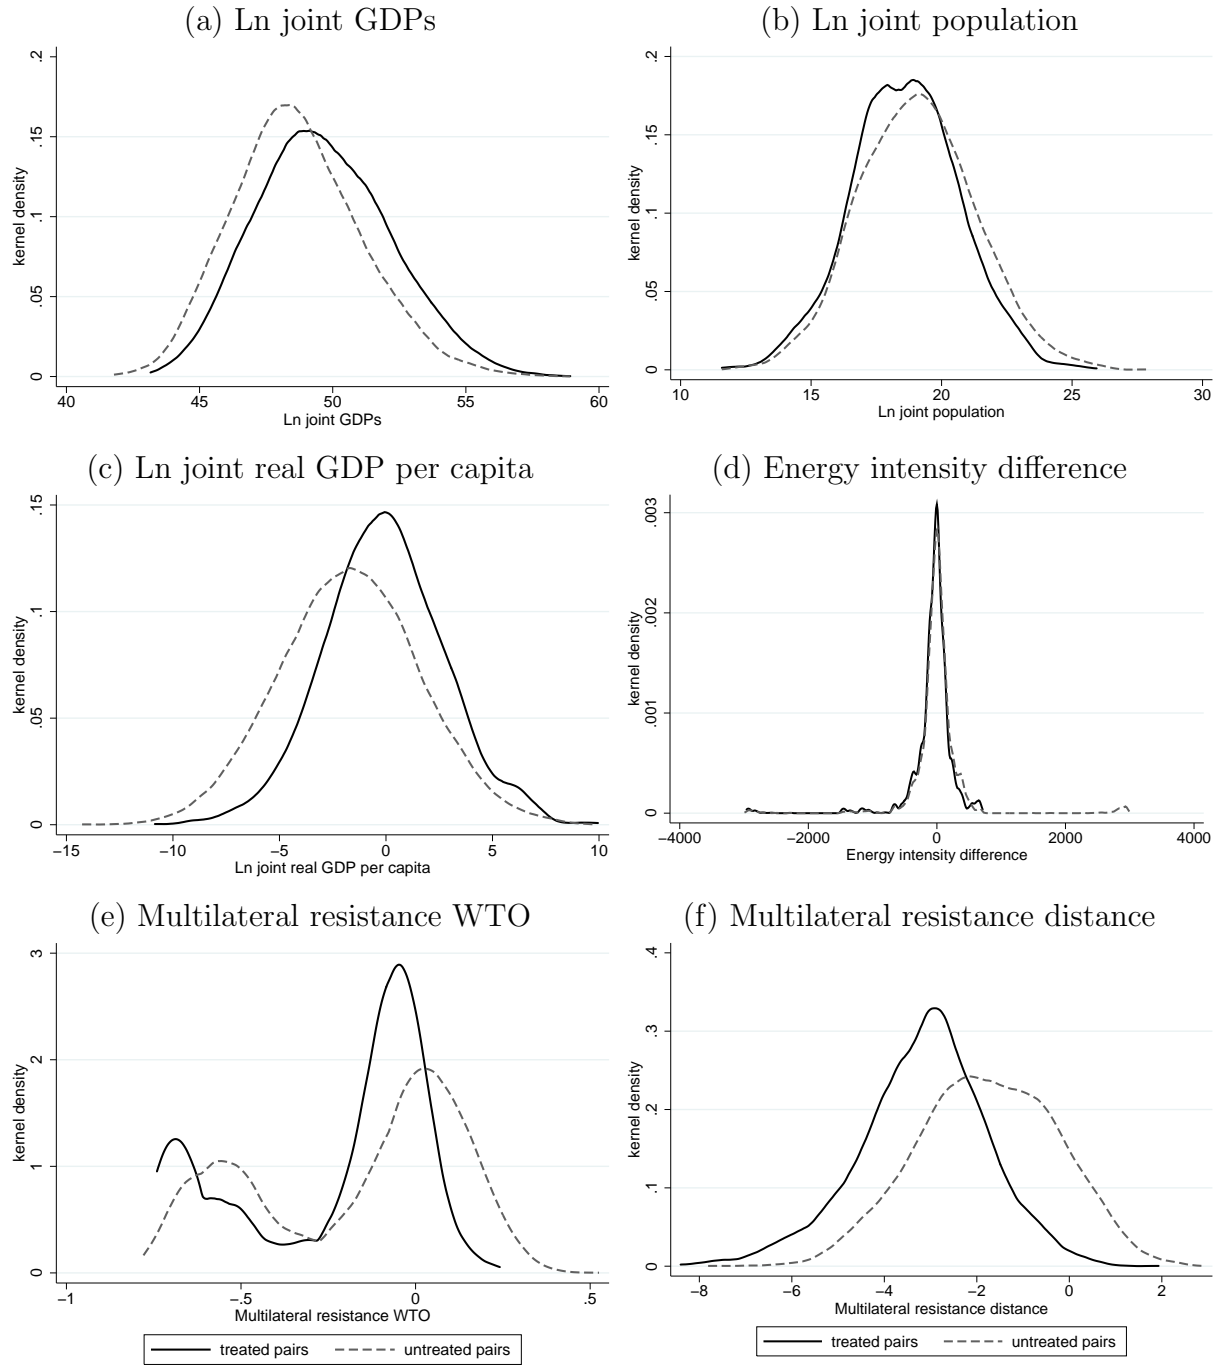 (a) Ln joint GDPs
kernel density
0 .05 .1 .15 .2
40 45 50 55 60
Ln joint GDPs
(b) Ln joint population
kernel density
0 .05 .1 .15 .2
10 15 20 25 30
Ln joint population
(c) Ln joint real GDP per capita
kernel density
0 .05 .1 .15
−15 −10 −5 0 5 10
Ln joint real GDP per capita
(d) Energy intensity difference
kernel density
0 .001 .002 .003
−4000 −2000 0 2000 4000
Energy intensity difference
(e) Multilateral resistance WTO
kernel density
0 1 2 3
−1 −.5 0 .5
Multilateral resistance WTO
treated pairs untreated pairs
(f) Multilateral resistance distance
kernel density
0 .1 .2 .3 .4
−8 −6 −4 −2 0 2
Multilateral resistance distance
treated pairs untreated pairs